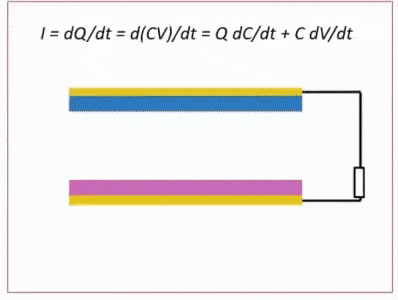 I = dQ/dt = d(CV)/dt = Q dC/dt + C dV/dt